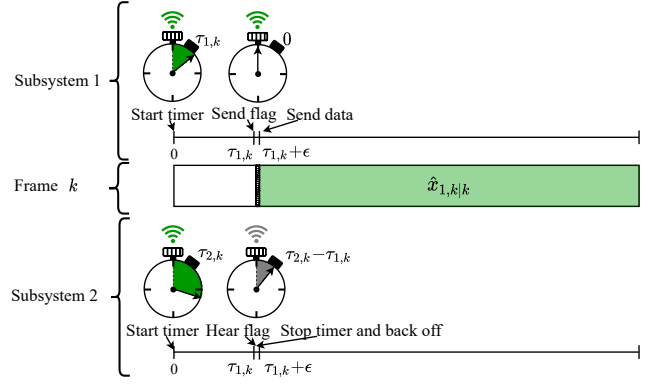 τ₁,ₖ 0
Subsystem 1
Start timer Send flag Send data
0 τ₁,ₖ τ₁,ₖ+ϵ
Frame k x̂₁,ₖ|ₖ
τ₂,ₖ τ₂,ₖ−τ₁,ₖ
Subsystem 2
Start timer Hear flag Stop timer and back off
0 τ₁,ₖ τ₁,ₖ+ϵ